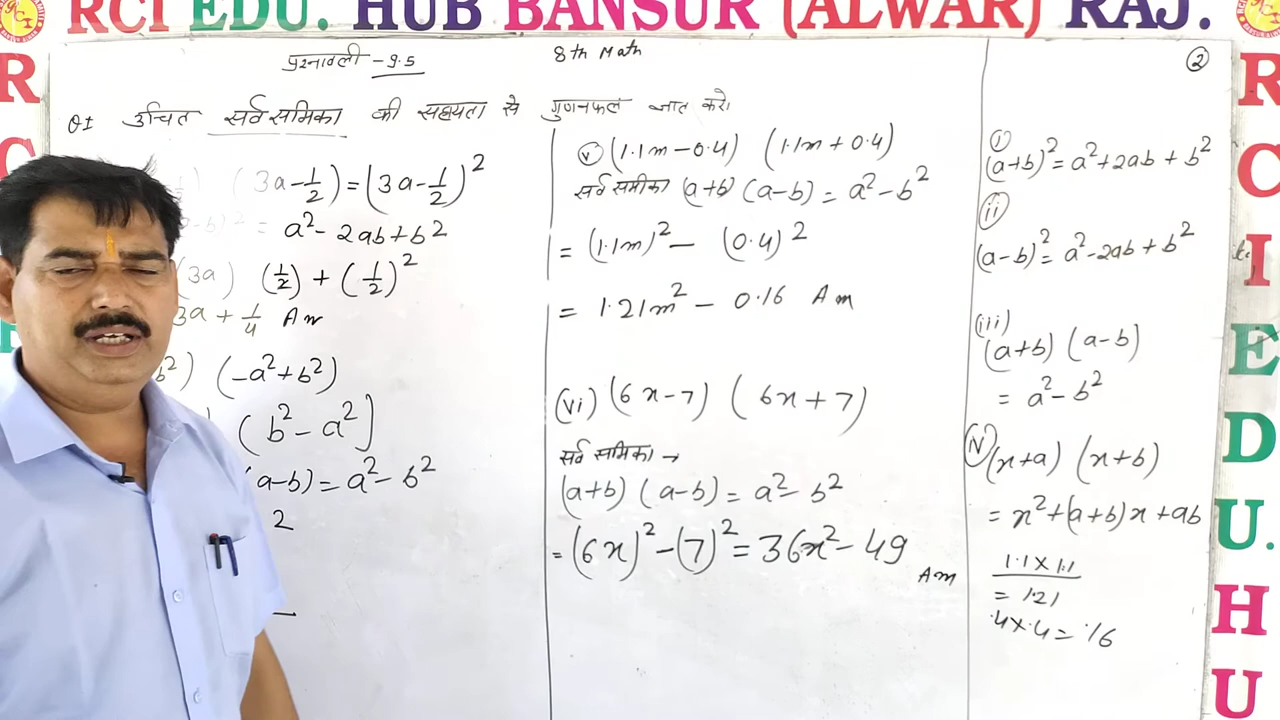 RCI EDU. HUB BANSUR (ALWAR) RAJ.
प्रश्नावली - 9.5
8th Math
2
Q1 उचित सर्वसमिका की सहायता से गुणनफल ज्ञात करो।
(3a-1/2) = (3a-1/2)²
-b)² = a²-2ab+b²
(3a) (1/2) + (1/2)²
3a + 1/4 Ans
b²) (-a²+b²)
(b²-a²]
(a-b) = a²-b²
2
(v) (1.1m-0.4) (1.1m+0.4)
सर्व समीका (a+b) (a-b) = a²-b²
= (1.1m)² - (0.4)²
= 1.21m² - 0.16 Ans
(vi) (6x-7) (6x+7)
सर्व समिका →
(a+b) (a-b) = a²-b²
= (6x)²-(7)² = 36x²-49
Ans
(i)
(a+b)² = a²+2ab+b²
(ii)
(a-b)² = a²-2ab+b²
(iii)
(a+b) (a-b)
= a²-b²
(iv) (x+a) (x+b)
= x²+(a+b)x+ab
1.1×1.1
= 1.21
.4×.4 = .16
R
R
C
I
E
D
U.
H
U